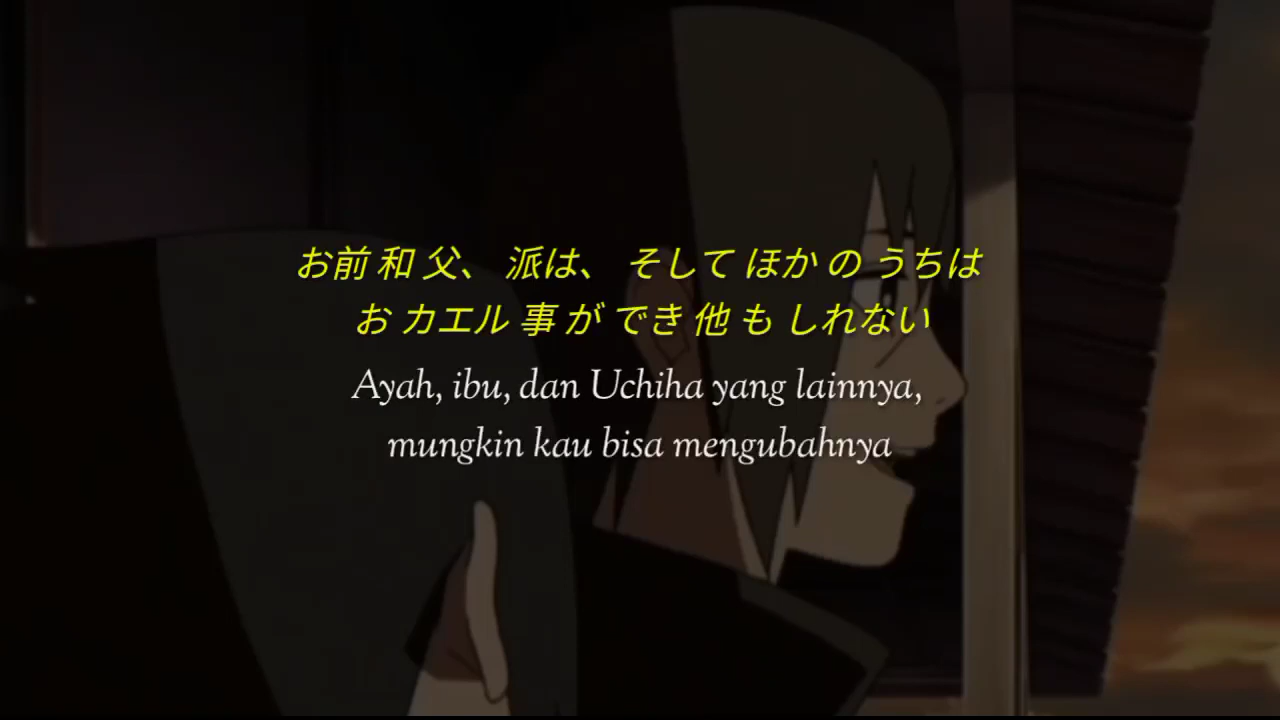 お前 和 父、 派は、 そして ほか の うちは
お カエル 事 が でき 他 も しれない
Ayah, ibu, dan Uchiha yang lainnya,
mungkin kau bisa mengubahnya